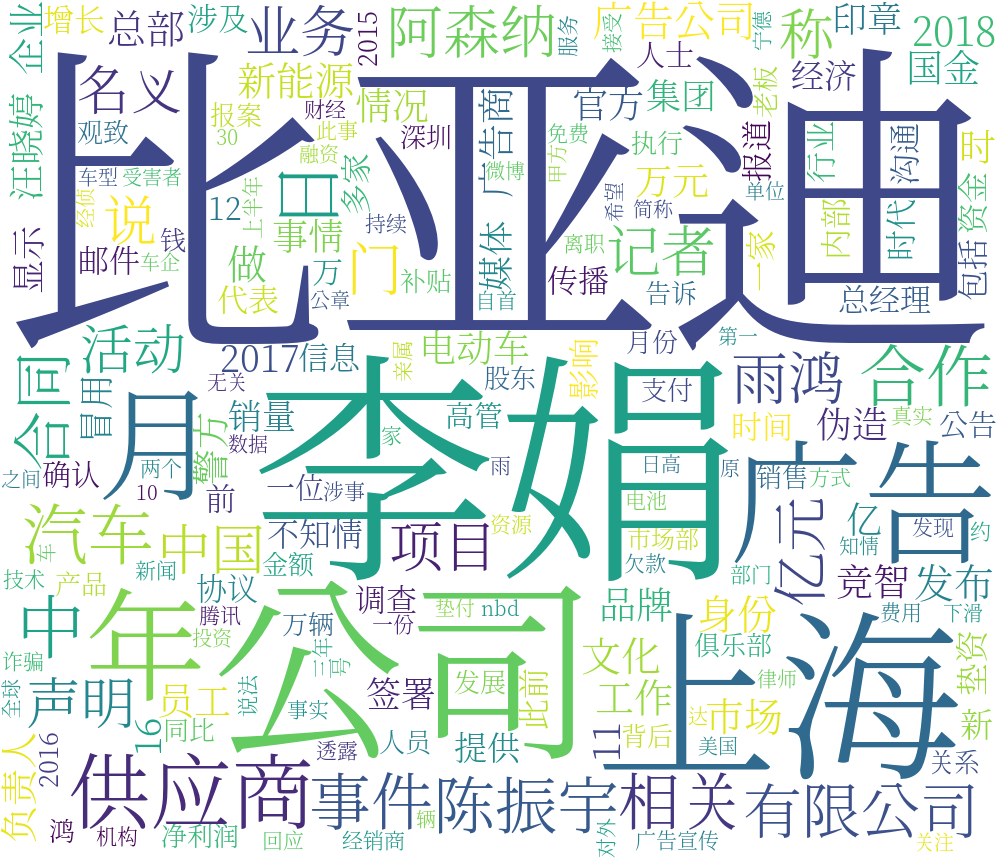 增长
总部
涉及
业务
2015
阿森纳
服务
广告公司
接受
宁德
称
印章
2018
企业
名义
新能源
情况
广告商
官方
集团
人士
老板
经济
国金
汪晓婷
观致
报案
30
财经
此事
融资
深圳
微博
免费
甲方
执行
万元
报道
行业
沟通
时
比亚迪
车型
受害者
经侦
说
12
上半年
日
多家
持续
希望
简称
单位
内部
时代
资金
显示
邮件
钱
车企
做
代表
事情
万
公章
门
补贴
媒体
自首
离职
传播
记者
告诉
一家
总经理
包括
合同
活动
2017
信息
无关
电动车
亲属
股东
影响
月份
第一
支付
雨鸿
合作
冒用
月
销量
警方
数据
李娟
家
高管
雨
日高
原
时间
伪造
真实
公告
之间
确认
两个
10
前
一位
涉事
不知情
金额
资源
电池
市场部
欠款
广告
销售
方式
亿元
亿
知情
发现
约
汽车
车
中国
项目
技术
产品
新闻
协议
腾讯
投资
调查
一份
垫付
nbd
品牌
部门
竞智
发布
费用
下滑
中
年
公司
万辆
三年
号
说法
事实
签署
发展
此前
文化
工作
身份
俱乐部
律师
垫资
诈骗
全球
声明
员工
同比
16
透露
人员
提供
11
背后
达
市场
美国
上海
新
关系
负责人
2016
鸿
机构
供应商
净利润
回应
事件
经销商
辆
陈振宇
对外
相关
广告宣传
有限公司
关注